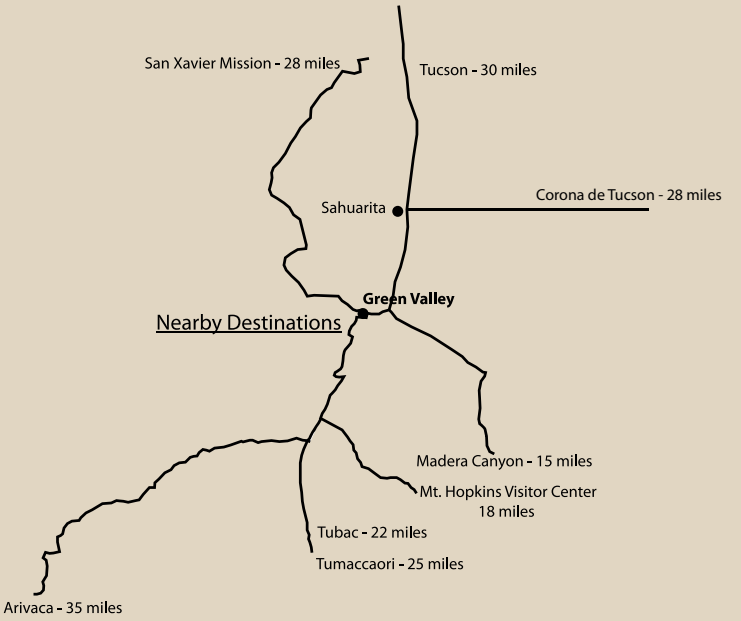 San Xavier Mission - 28 miles
Tucson - 30 miles
Corona de Tucson - 28 miles
Sahuarita
Green Valley
Nearby Destinations
Madera Canyon - 15 miles
Mt. Hopkins Visitor Center
18 miles
Tubac - 22 miles
Tumaccaori - 25 miles
Arivaca - 35 miles